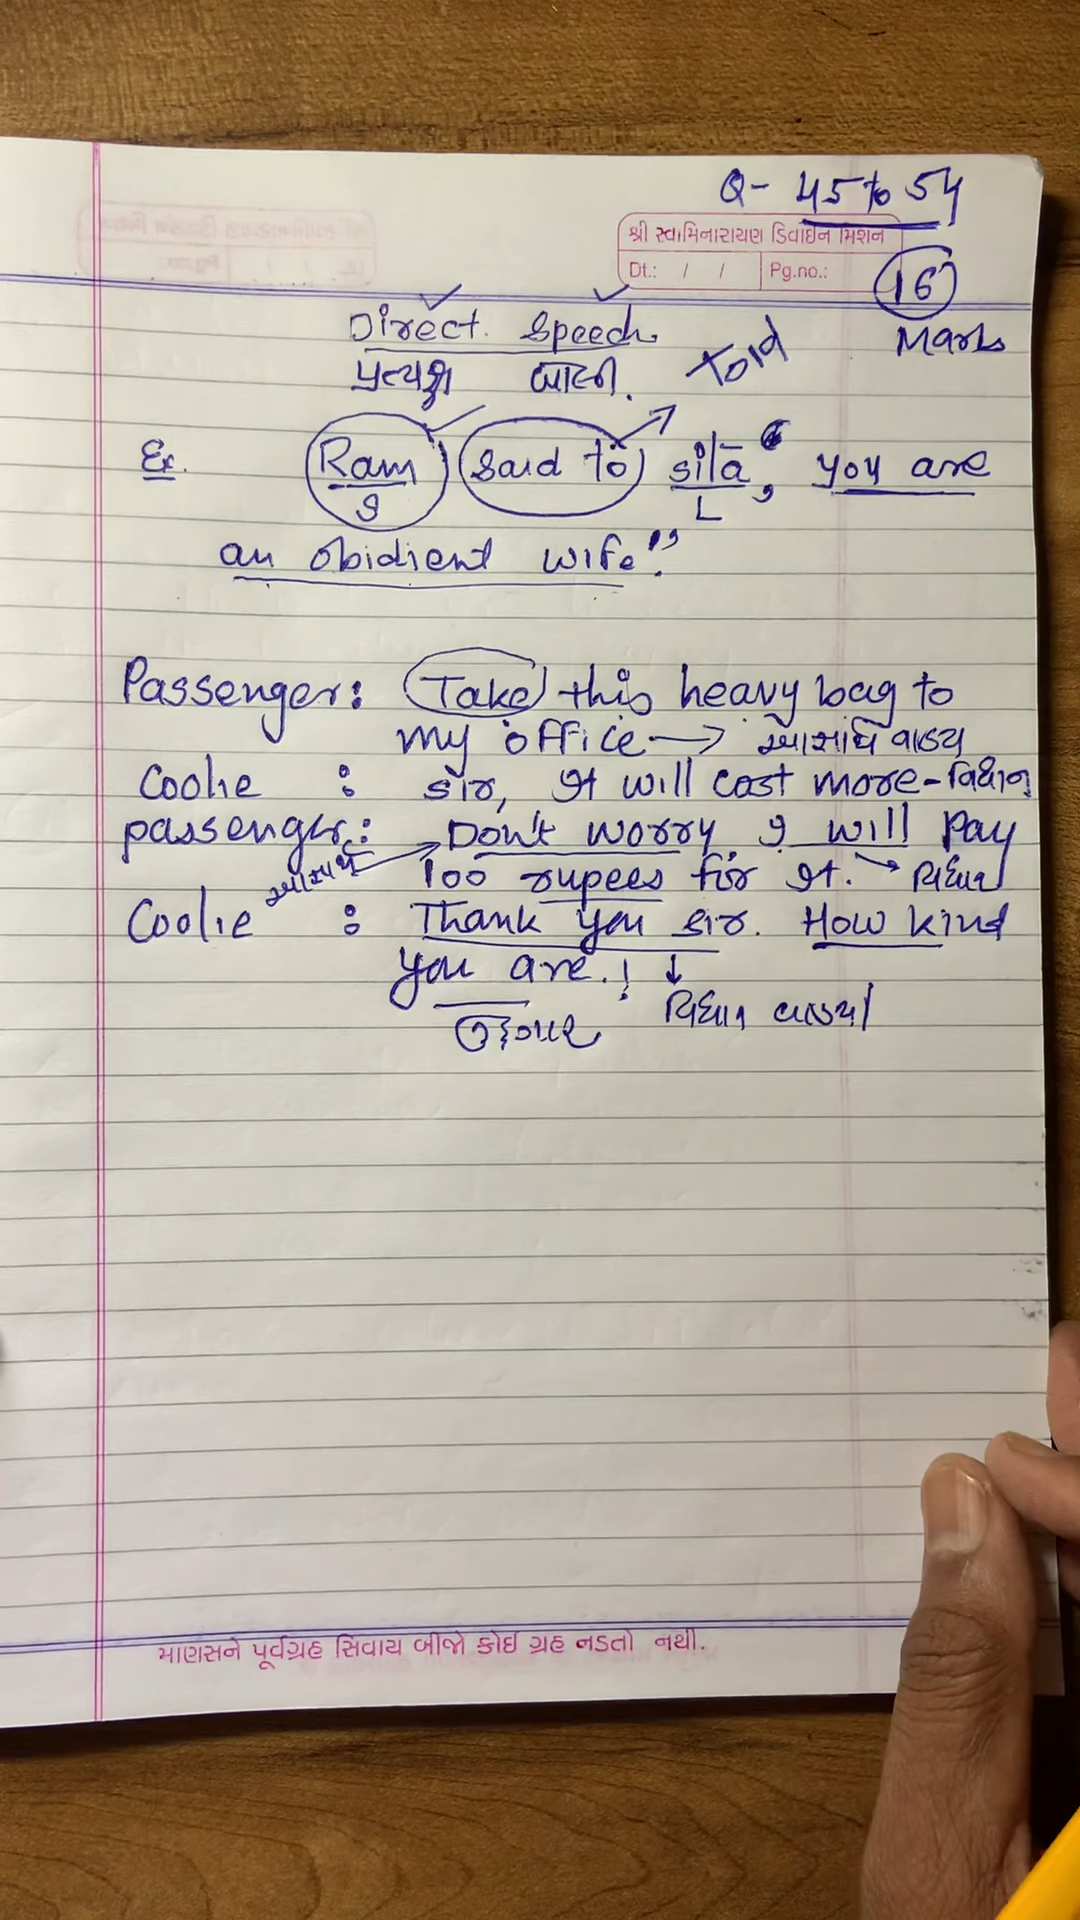 Q- 45 to 54
શ્રી સ્વામિનારાયણ ડિવાઈન મિશન
Dt.: / / Pg.no.:
16
Marks
Direct. Speech.
પ્રત્યક્ષ
Told
Ex. Ram said to sitā, you are
S L
an obidient wife."
Passenger: Take this heavy bag to
my office → આજ્ઞાર્થ વાક્ય
Coolie : sir, It will cost more - વિધાન
passenger: Don't worry, I will Pay
આજ્ઞાર્થ → 100 rupees for It. → વિધાન
Coolie : Thank you sir. How kind
you are. ! ↓
ઉદ્દગાર વિધાન વાક્ય
માણસને પૂર્વગ્રહ સિવાય બીજો કોઈ ગ્રહ નડતો નથી.